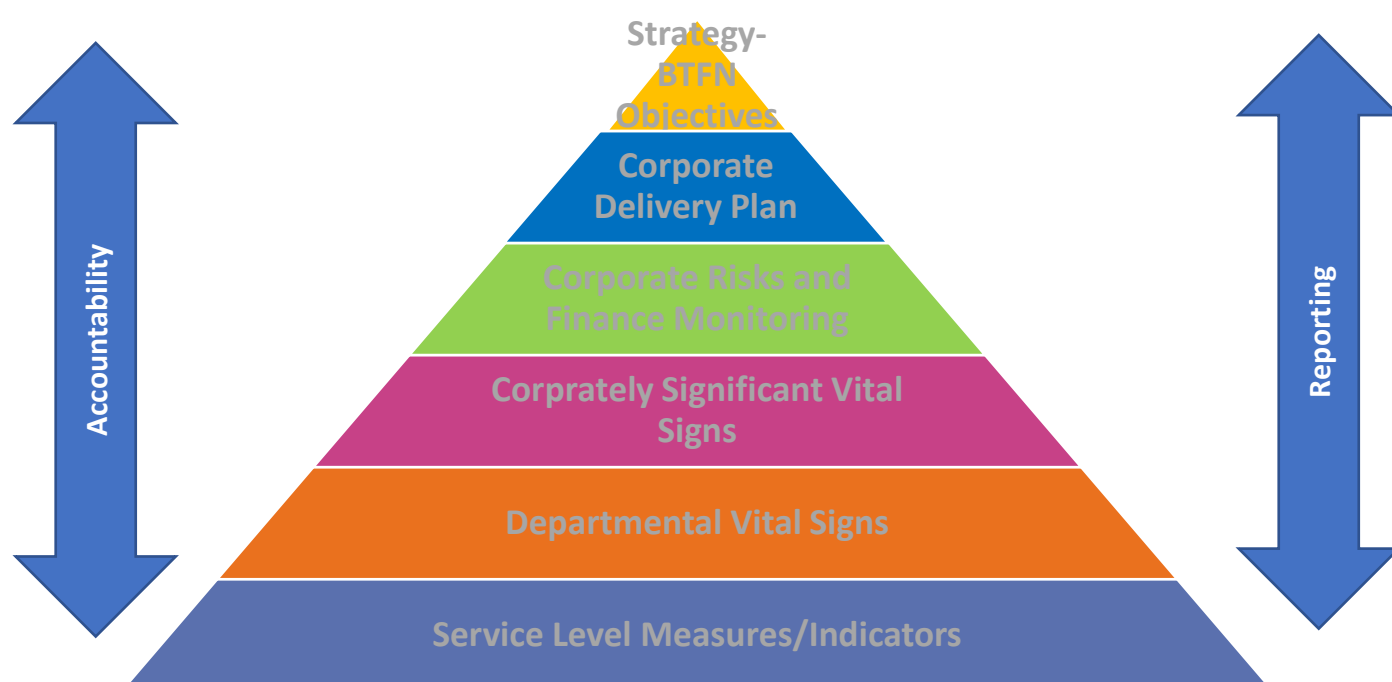 Strategy-
BTFN
Objectives
Corporate
Delivery Plan
Corporate Risks and
Finance Monitoring
Corprately Significant Vital
Signs
Departmental Vital Signs
Service Level Measures/Indicators
Accountability
Reporting